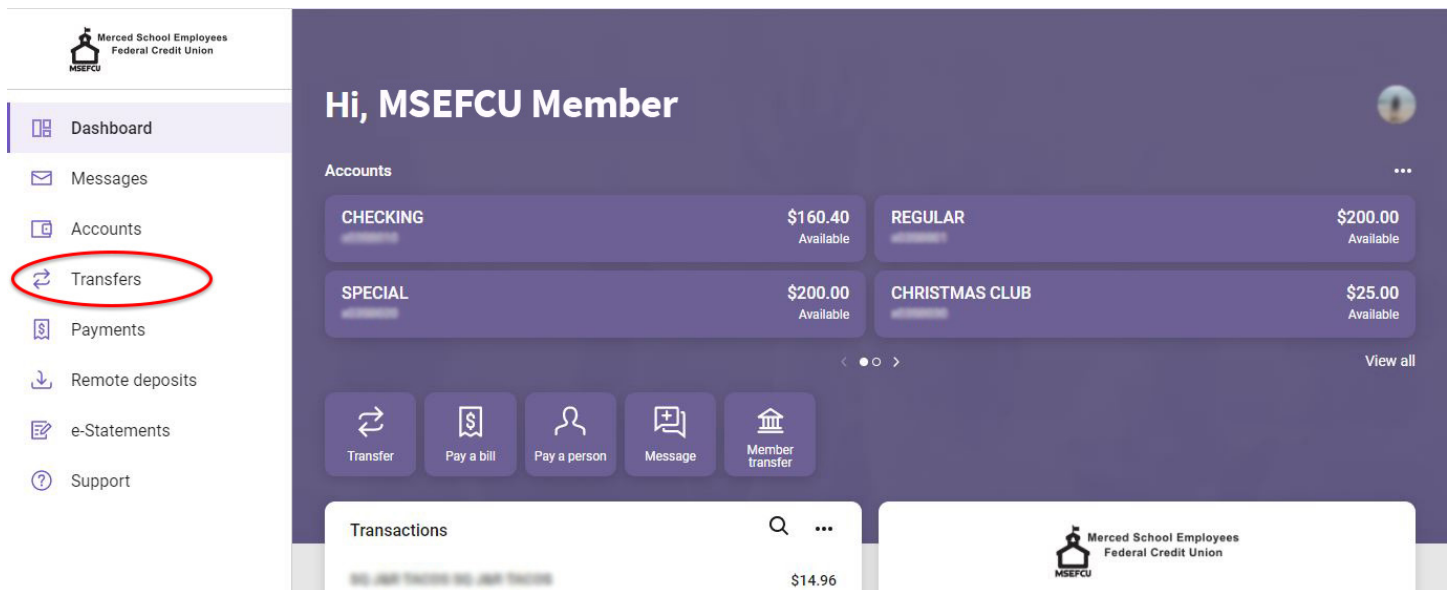 Merced School Employees
Federal Credit Union
MSEFCU
Dashboard
Messages
Accounts
Transfers
Payments
Remote deposits
e-Statements
Support
Hi, MSEFCU Member
Accounts
CHECKING
$160.40
Available
REGULAR
$200.00
Available
SPECIAL
$200.00
Available
CHRISTMAS CLUB
$25.00
Available
View all
Transfer
Pay a bill
Pay a person
Message
Member
transfer
Transactions
$14.96
Merced School Employees
Federal Credit Union
MSEFCU